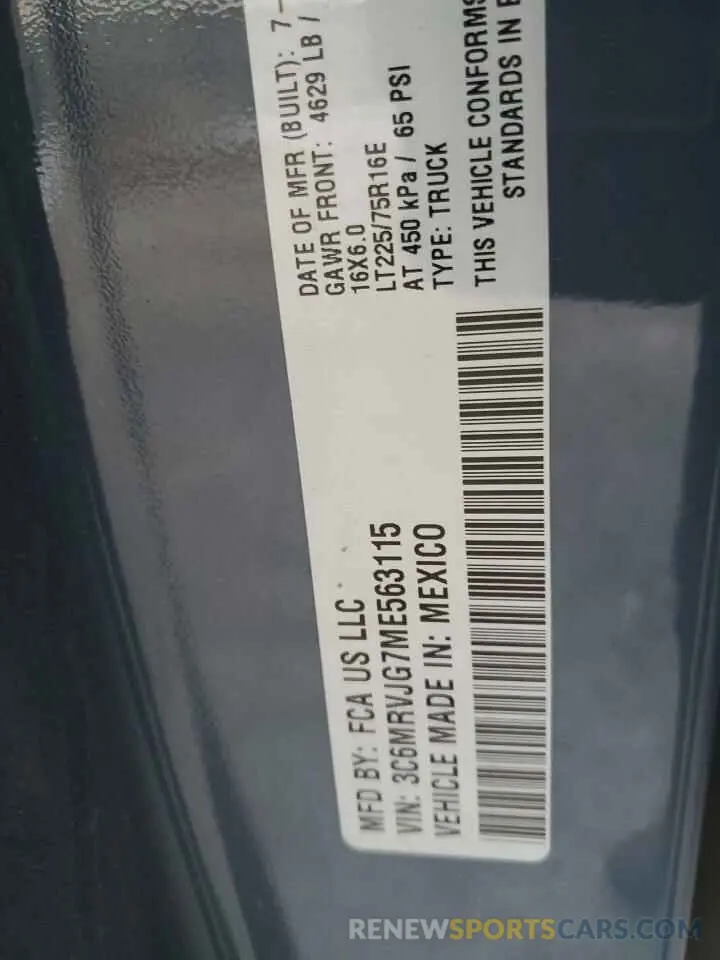 MFD BY: FCA US LLC
VIN: 3C6MRVJG7ME563115
VEHICLE MADE IN: MEXICO
DATE OF MFR (BUILT): 7-
GAWR FRONT: 4629 LB /
16X6.0
LT225/75R16E
AT 450 kPa / 65 PSI
TYPE: TRUCK
THIS VEHICLE CONFORMS
STANDARDS IN
RENEWSPORTSCARS.COM